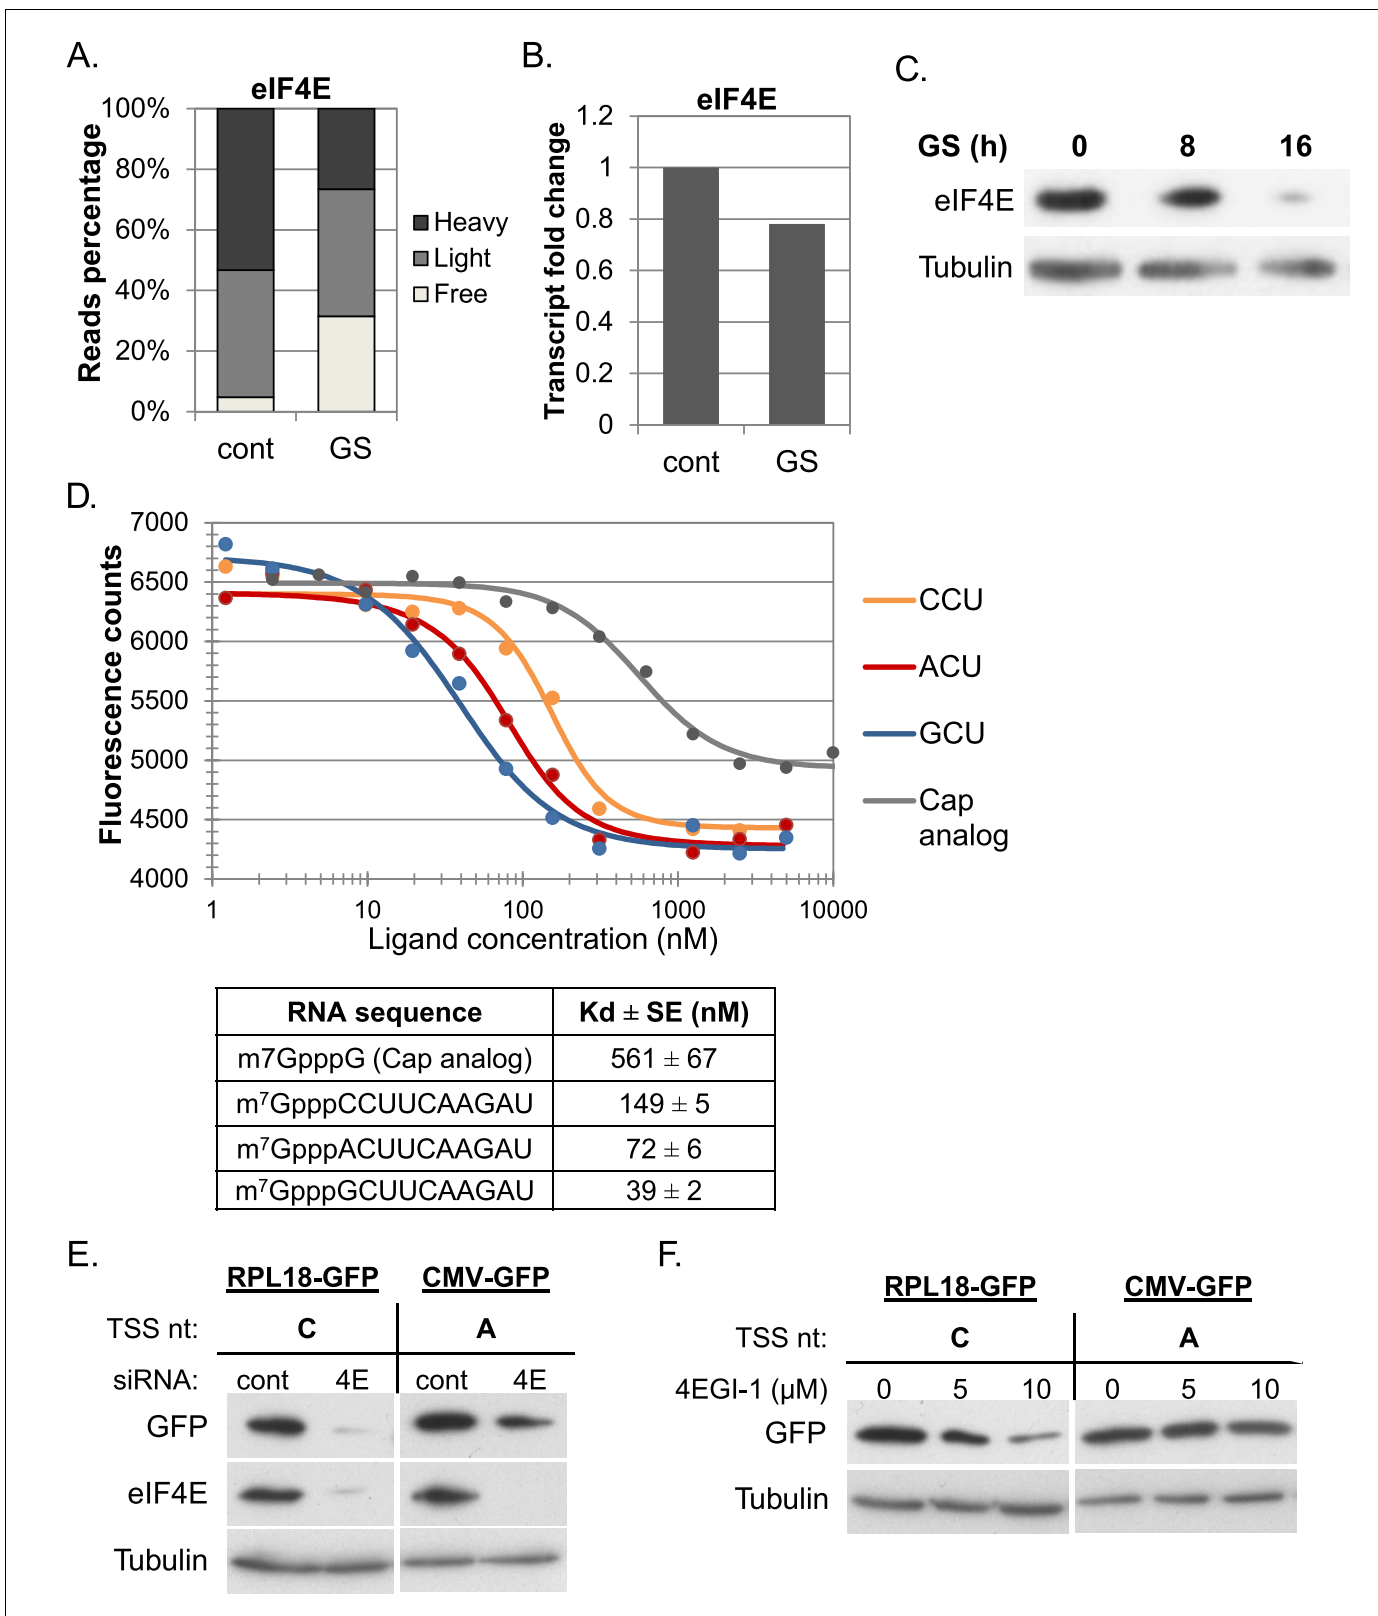 A.
eIF4E
Reads percentage
100%
80%
60%
40%
20%
0%
cont GS
Heavy
Light
Free
B.
eIF4E
Transcript fold change
1.2
1
0.8
0.6
0.4
0.2
0
cont GS
C.
GS (h) 0 8 16
eIF4E
Tubulin
D.
Fluorescence counts
7000
6500
6000
5500
5000
4500
4000
1 10 100 1000 10000
Ligand concentration (nM)
CCU
ACU
GCU
Cap
analog
RNA sequence Kd ± SE (nM)
m7GpppG (Cap analog) 561 ± 67
m⁷GpppCCUUCAAGAU 149 ± 5
m⁷GpppACUUCAAGAU 72 ± 6
m⁷GpppGCUUCAAGAU 39 ± 2
E.
RPL18-GFP CMV-GFP
TSS nt: C A
siRNA: cont 4E cont 4E
GFP
eIF4E
Tubulin
F.
RPL18-GFP CMV-GFP
TSS nt: C A
4EGI-1 (µM) 0 5 10 0 5 10
GFP
Tubulin